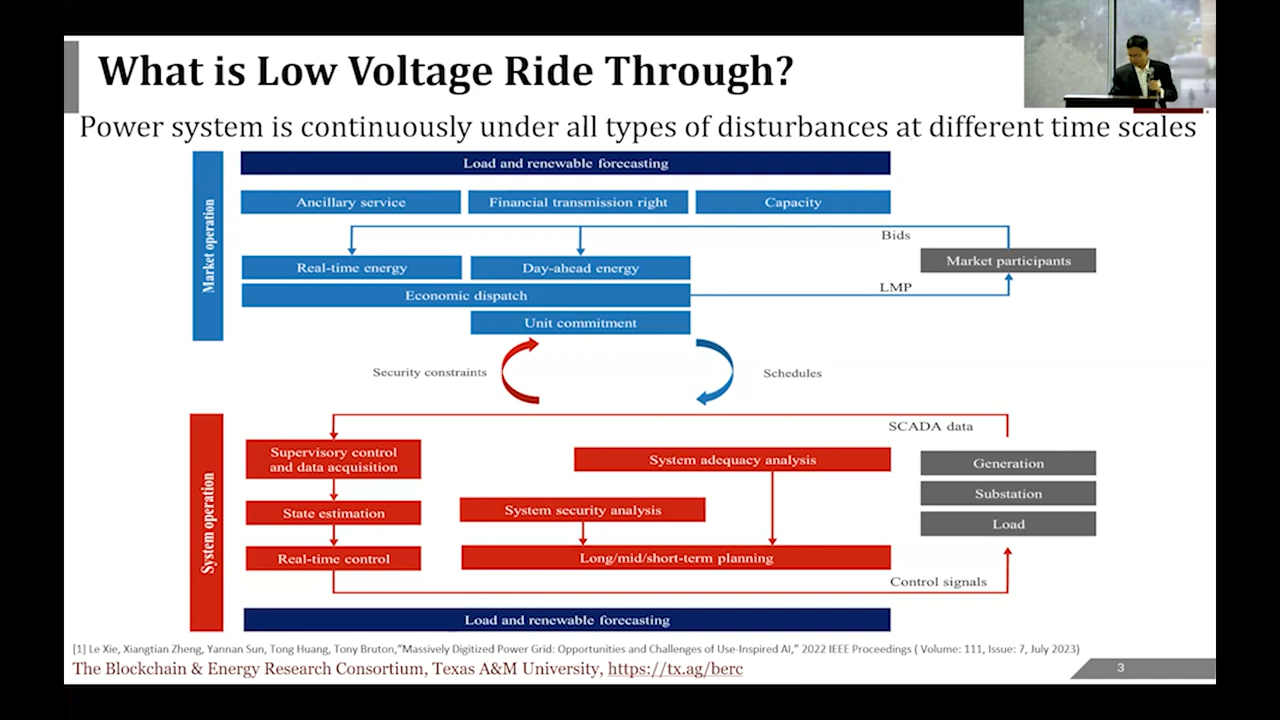 What is Low Voltage Ride Through?
Power system is continuously under all types of disturbances at different time scales
Market operation
Load and renewable forecasting
Ancillary service
Financial transmission right
Capacity
Bids
Real-time energy
Day-ahead energy
Market participants
Economic dispatch
LMP
Unit commitment
Security constraints
Schedules
System operation
SCADA data
Supervisory control
and data acquisition
System adequacy analysis
Generation
Substation
State estimation
System security analysis
Load
Real-time control
Long/mid/short-term planning
Control signals
Load and renewable forecasting
[1] Le Xie, Xiangtian Zheng, Yannan Sun, Tong Huang, Tony Bruton,"Massively Digitized Power Grid: Opportunities and Challenges of Use-Inspired AI," 2022 IEEE Proceedings ( Volume: 111, Issue: 7, July 2023)
The Blockchain & Energy Research Consortium, Texas A&M University, https://tx.ag/berc
3